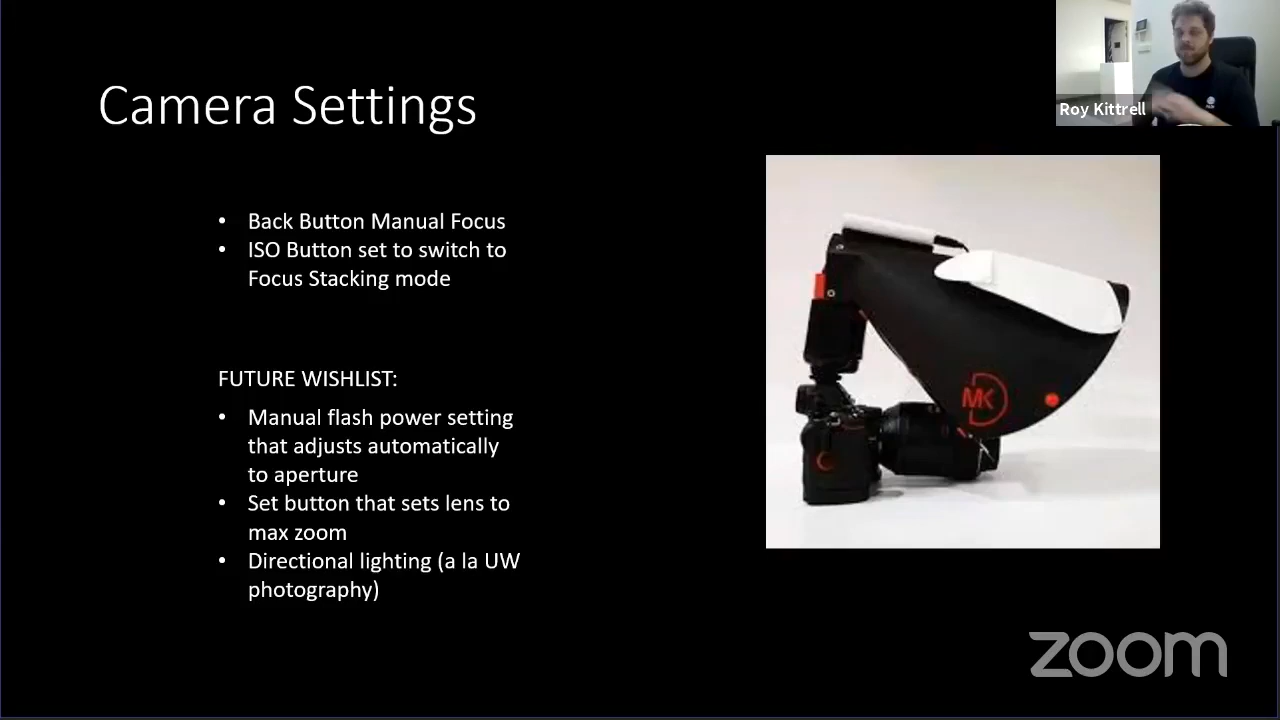 Roy Kittrell
Camera Settings
• Back Button Manual Focus
• ISO Button set to switch to
Focus Stacking mode
FUTURE WISHLIST:
• Manual flash power setting
that adjusts automatically
to aperture
• Set button that sets lens to
max zoom
• Directional lighting (a la UW
photography)
MK
zoom